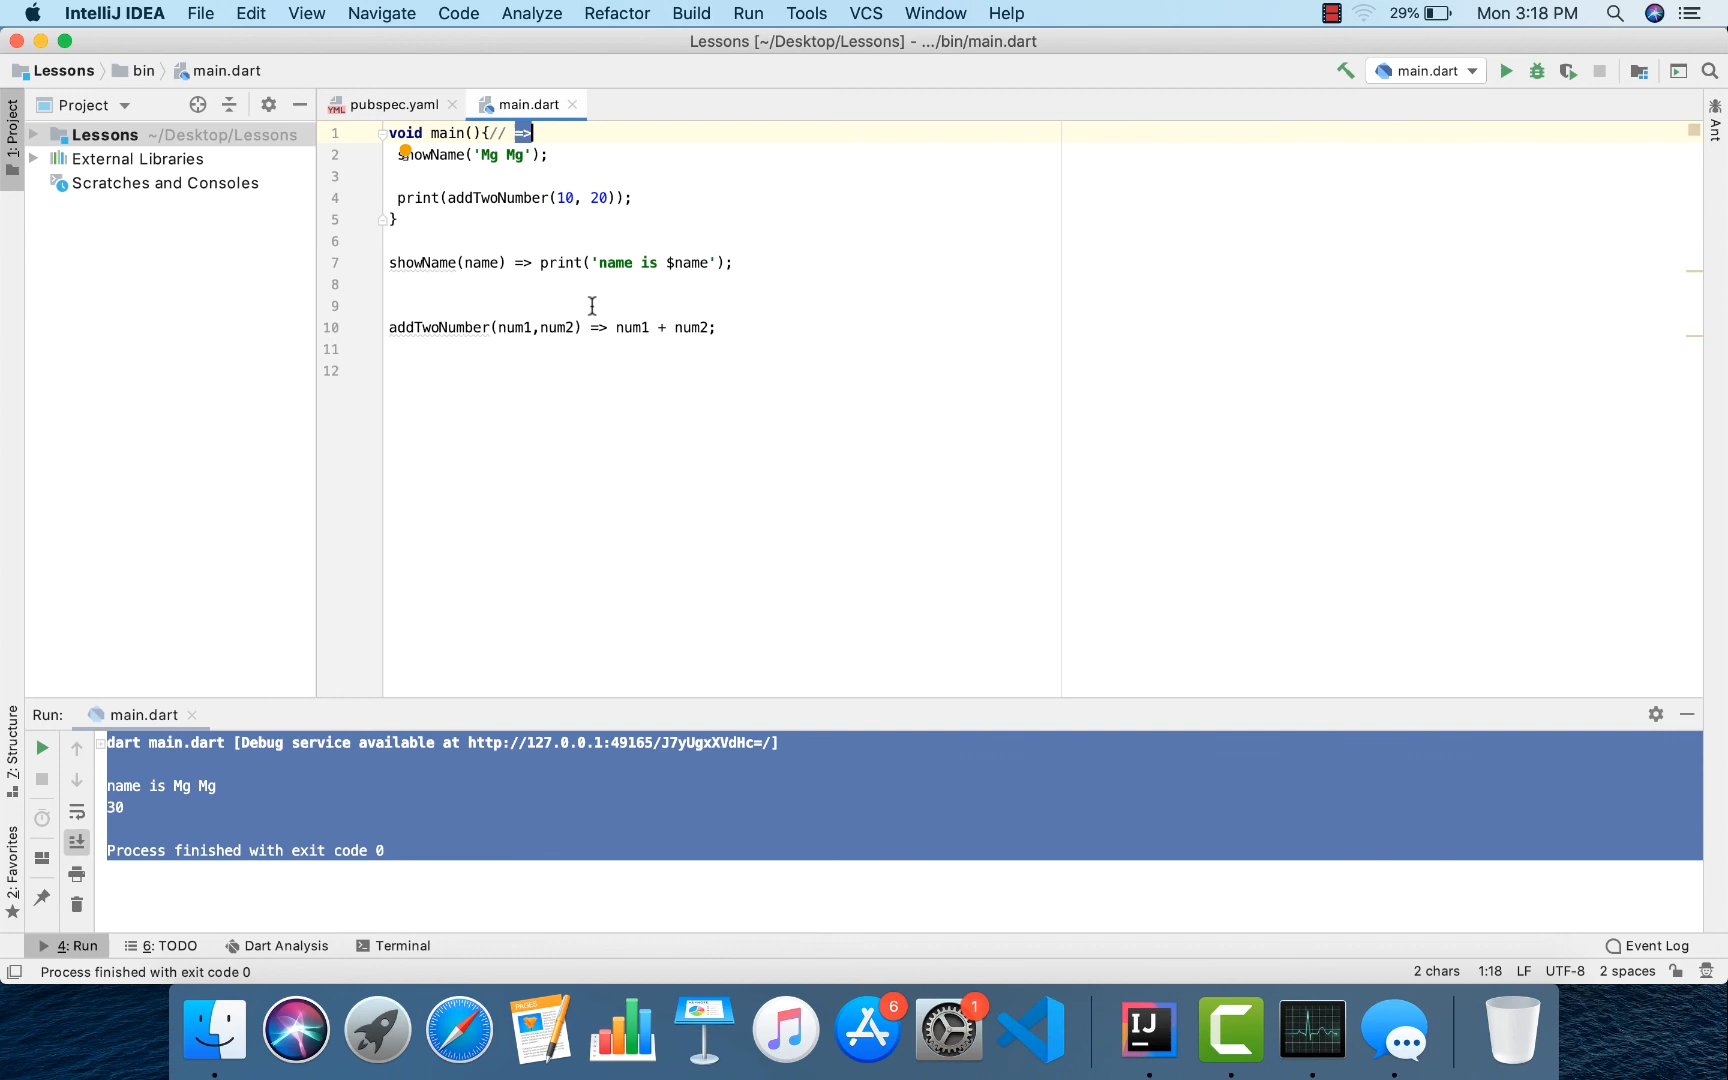 IntelliJ IDEA File Edit View Navigate Code Analyze Refactor Build Run Tools VCS Window Help 29% Mon 3:18 PM
Lessons [~/Desktop/Lessons] - .../bin/main.dart
Lessons bin main.dart main.dart
1: Project
Project
pubspec.yaml
main.dart
Ant
Lessons ~/Desktop/Lessons
External Libraries
Scratches and Consoles
1 void main(){// =>
2 showName('Mg Mg');
3
4 print(addTwoNumber(10, 20));
5 }
6
7 showName(name) => print('name is $name');
8
9
10 addTwoNumber(num1,num2) => num1 + num2;
11
12
7: Structure
2: Favorites
Run: main.dart
dart main.dart [Debug service available at http://127.0.0.1:49165/J7yUgxXVdHc=/]
name is Mg Mg
30
Process finished with exit code 0
4: Run 6: TODO Dart Analysis Terminal Event Log
Process finished with exit code 0 2 chars 1:18 LF UTF-8 2 spaces
PAGES
6
1
IJ
C